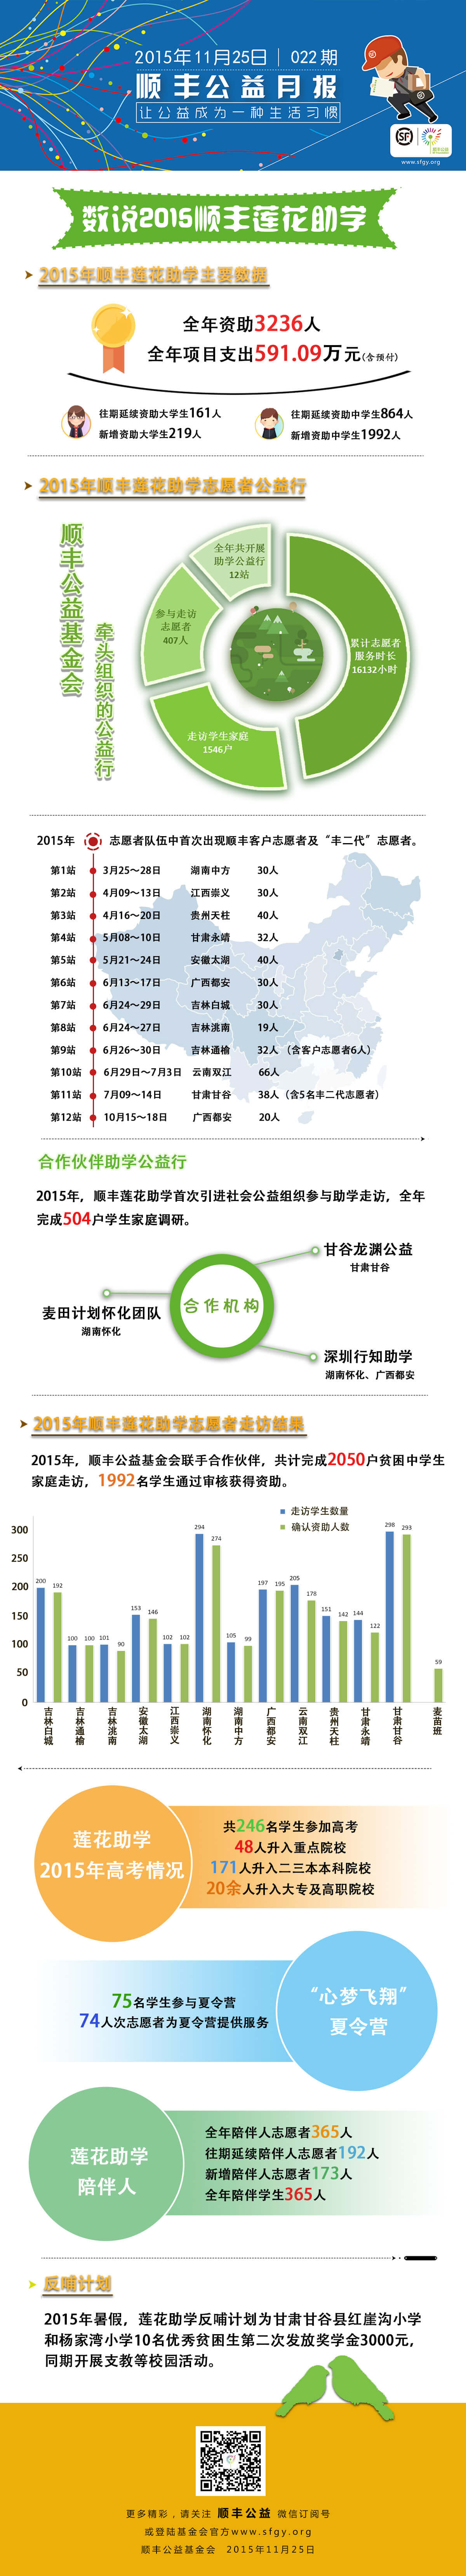 2015年11月25日 | 022期
顺丰公益月报
让公益成为一种生活习惯
SF
顺丰公益
www.sfgy.org
数说2015顺丰莲花助学
2015年顺丰莲花助学主要数据
全年资助3236人
全年项目支出591.09万元(含预付)
往期延续资助大学生161人
新增资助大学生219人
往期延续资助中学生864人
新增资助中学生1992人
2015年顺丰莲花助学志愿者公益行
顺丰公益基金会
牵头组织的公益行
全年共开展
助学公益行
12站
参与走访
志愿者
407人
累计志愿者
服务时长
16132小时
走访学生家庭
1546户
2015年 志愿者队伍中首次出现顺丰客户志愿者及“丰二代”志愿者。
第1站 3月25～28日 湖南中方 30人
第2站 4月09～13日 江西崇义 30人
第3站 4月16～20日 贵州天柱 40人
第4站 5月08～10日 甘肃永靖 32人
第5站 5月21～24日 安徽太湖 40人
第6站 6月13～17日 广西都安 30人
第7站 6月24～29日 吉林白城 30人
第8站 6月24～27日 吉林洮南 19人
第9站 6月26～30日 吉林通榆 32人（含客户志愿者6人）
第10站 6月29日～7月3日 云南双江 66人
第11站 7月09～14日 甘肃甘谷 38人（含5名丰二代志愿者）
第12站 10月15～18日 广西都安 20人
合作伙伴助学公益行
2015年，顺丰莲花助学首次引进社会公益组织参与助学走访，全年
完成504户学生家庭调研。
甘谷龙渊公益
甘肃甘谷
合作机构
麦田计划怀化团队
湖南怀化
深圳行知助学
湖南怀化、广西都安
2015年顺丰莲花助学志愿者走访结果
2015年，顺丰公益基金会联手合作伙伴，共计完成2050户贫困中学生
家庭走访，1992名学生通过审核获得资助。
走访学生数量
确认资助人数
300
250
200
150
100
50
0
200 192
100 100
101 90
153 146
102 102
294 274
105 99
197 195
205 178
151 142
144 122
298 293
59
吉林白城
吉林通榆
吉林洮南
安徽太湖
江西崇义
湖南怀化
湖南中方
广西都安
云南双江
贵州天柱
甘肃永靖
甘肃甘谷
麦苗班
莲花助学
2015年高考情况
共246名学生参加高考
48人升入重点院校
171人升入二三本本科院校
20余人升入大专及高职院校
75名学生参与夏令营
74人次志愿者为夏令营提供服务
“心梦飞翔”
夏令营
莲花助学
陪伴人
全年陪伴人志愿者365人
往期延续陪伴人志愿者192人
新增陪伴人志愿者173人
全年陪伴学生365人
反哺计划
2015年暑假，莲花助学反哺计划为甘肃甘谷县红崖沟小学
和杨家湾小学10名优秀贫困生第二次发放奖学金3000元，
同期开展支教等校园活动。
更多精彩，请关注 顺丰公益 微信订阅号
或登陆基金会官方www.sfgy.org
顺丰公益基金会 2015年11月25日